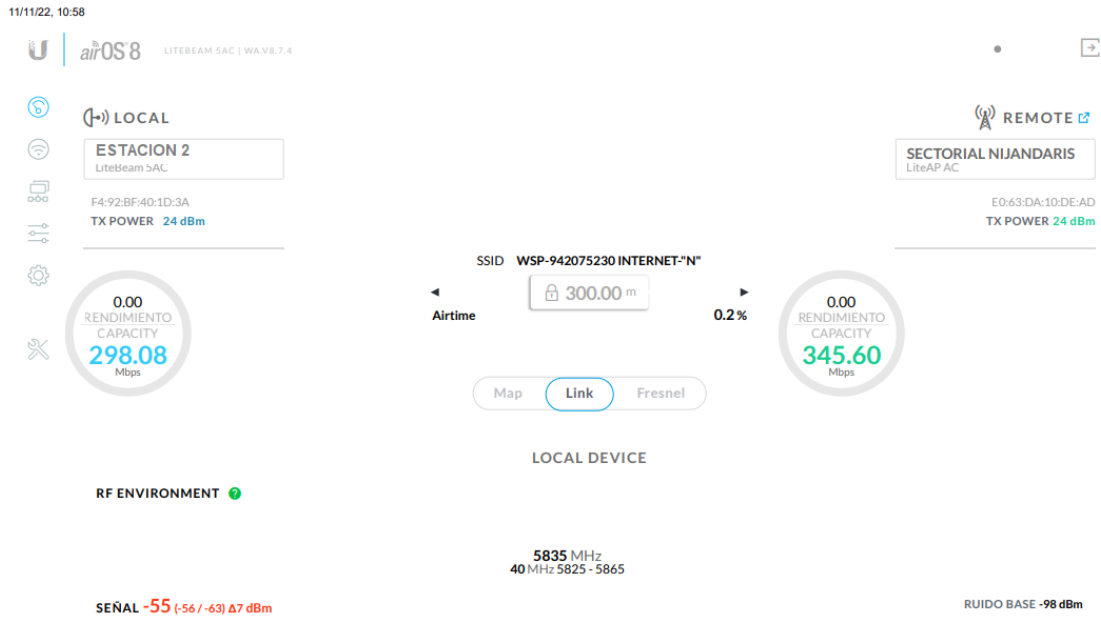 11/11/22, 10:58
U airOS 8 LITEBEAM 5AC | WA.V8.7.4
LOCAL
ESTACION 2
LiteBeam 5AC
F4:92:BF:40:1D:3A
TX POWER 24 dBm
REMOTE
SECTORIAL NIJANDARIS
LiteAP AC
E0:63:DA:10:DE:AD
TX POWER 24 dBm
SSID WSP-942075230 INTERNET-"N"
300.00 m
Airtime 0.2 %
0.00
RENDIMIENTO
CAPACITY
298.08
Mbps
0.00
RENDIMIENTO
CAPACITY
345.60
Mbps
Map Link Fresnel
LOCAL DEVICE
RF ENVIRONMENT ?
5835 MHz
40 MHz 5825 - 5865
SEÑAL -55 (-56 / -63) Δ7 dBm
RUIDO BASE -98 dBm